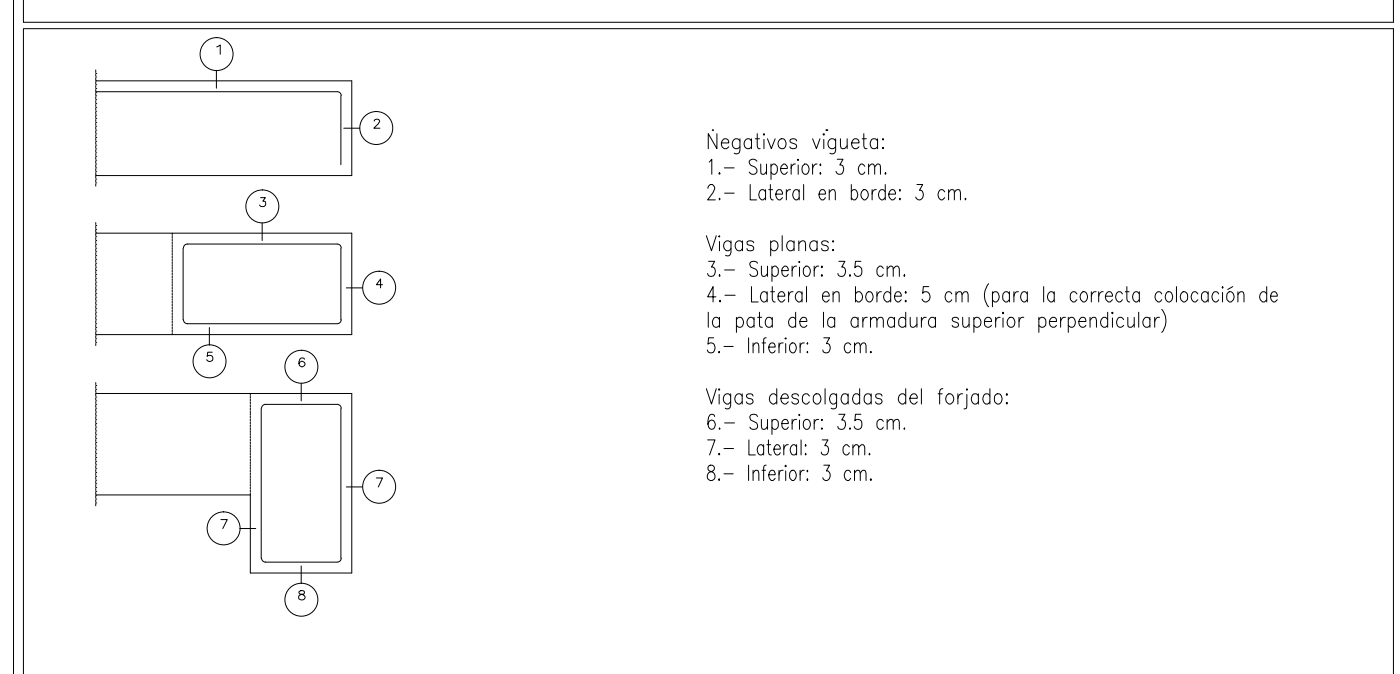 1
2
3
4
5
6
7
7
8
Negativos vigueta:
1.- Superior: 3 cm.
2.- Lateral en borde: 3 cm.
Vigas planas:
3.- Superior: 3.5 cm.
4.- Lateral en borde: 5 cm (para la correcta colocación de
la pata de la armadura superior perpendicular)
5.- Inferior: 3 cm.
Vigas descolgadas del forjado:
6.- Superior: 3.5 cm.
7.- Lateral: 3 cm.
8.- Inferior: 3 cm.